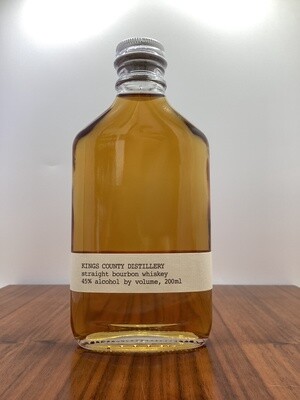 KINGS COUNTY DISTILLERY
straight bourbon whiskey
45% alcohol by volume, 200ml